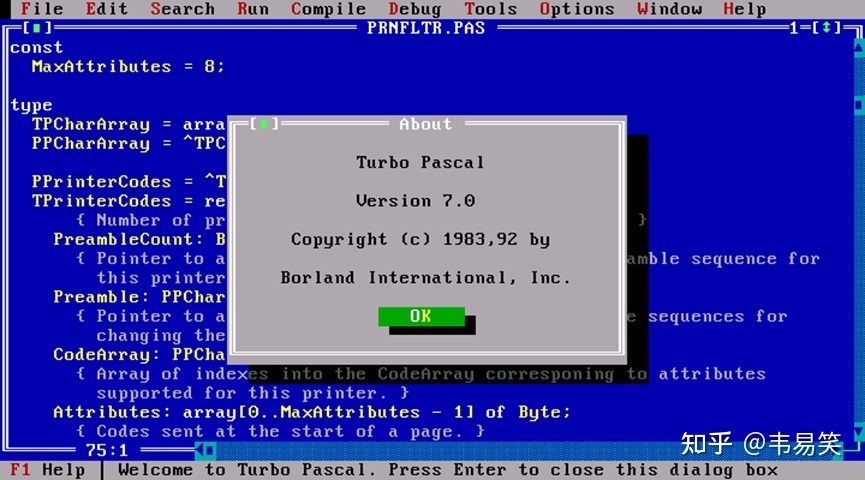 File Edit Search Run Compile Debug Tools Options Window Help
PRNFLTR.PAS 1
const
MaxAttributes = 8;
type
TPCharArray = arra
PPCharArray = ^TPC
PPrinterCodes = ^T
TPrinterCodes = re
{ Number of pr }
PreambleCount: B
{ Pointer to a amble sequence for
this printer
Preamble: PPChar
{ Pointer to a e sequences for
changing the
CodeArray: PPCha
{ Array of indexes into the CodeArray corresponing to attributes
supported for this printer. }
Attributes: array[0..MaxAttributes - 1] of Byte;
{ Codes sent at the start of a page. }
About
Turbo Pascal
Version 7.0
Copyright (c) 1983,92 by
Borland International, Inc.
OK
75:1
知乎 @韦易笑
F1 Help | Welcome to Turbo Pascal. Press Enter to close this dialog box